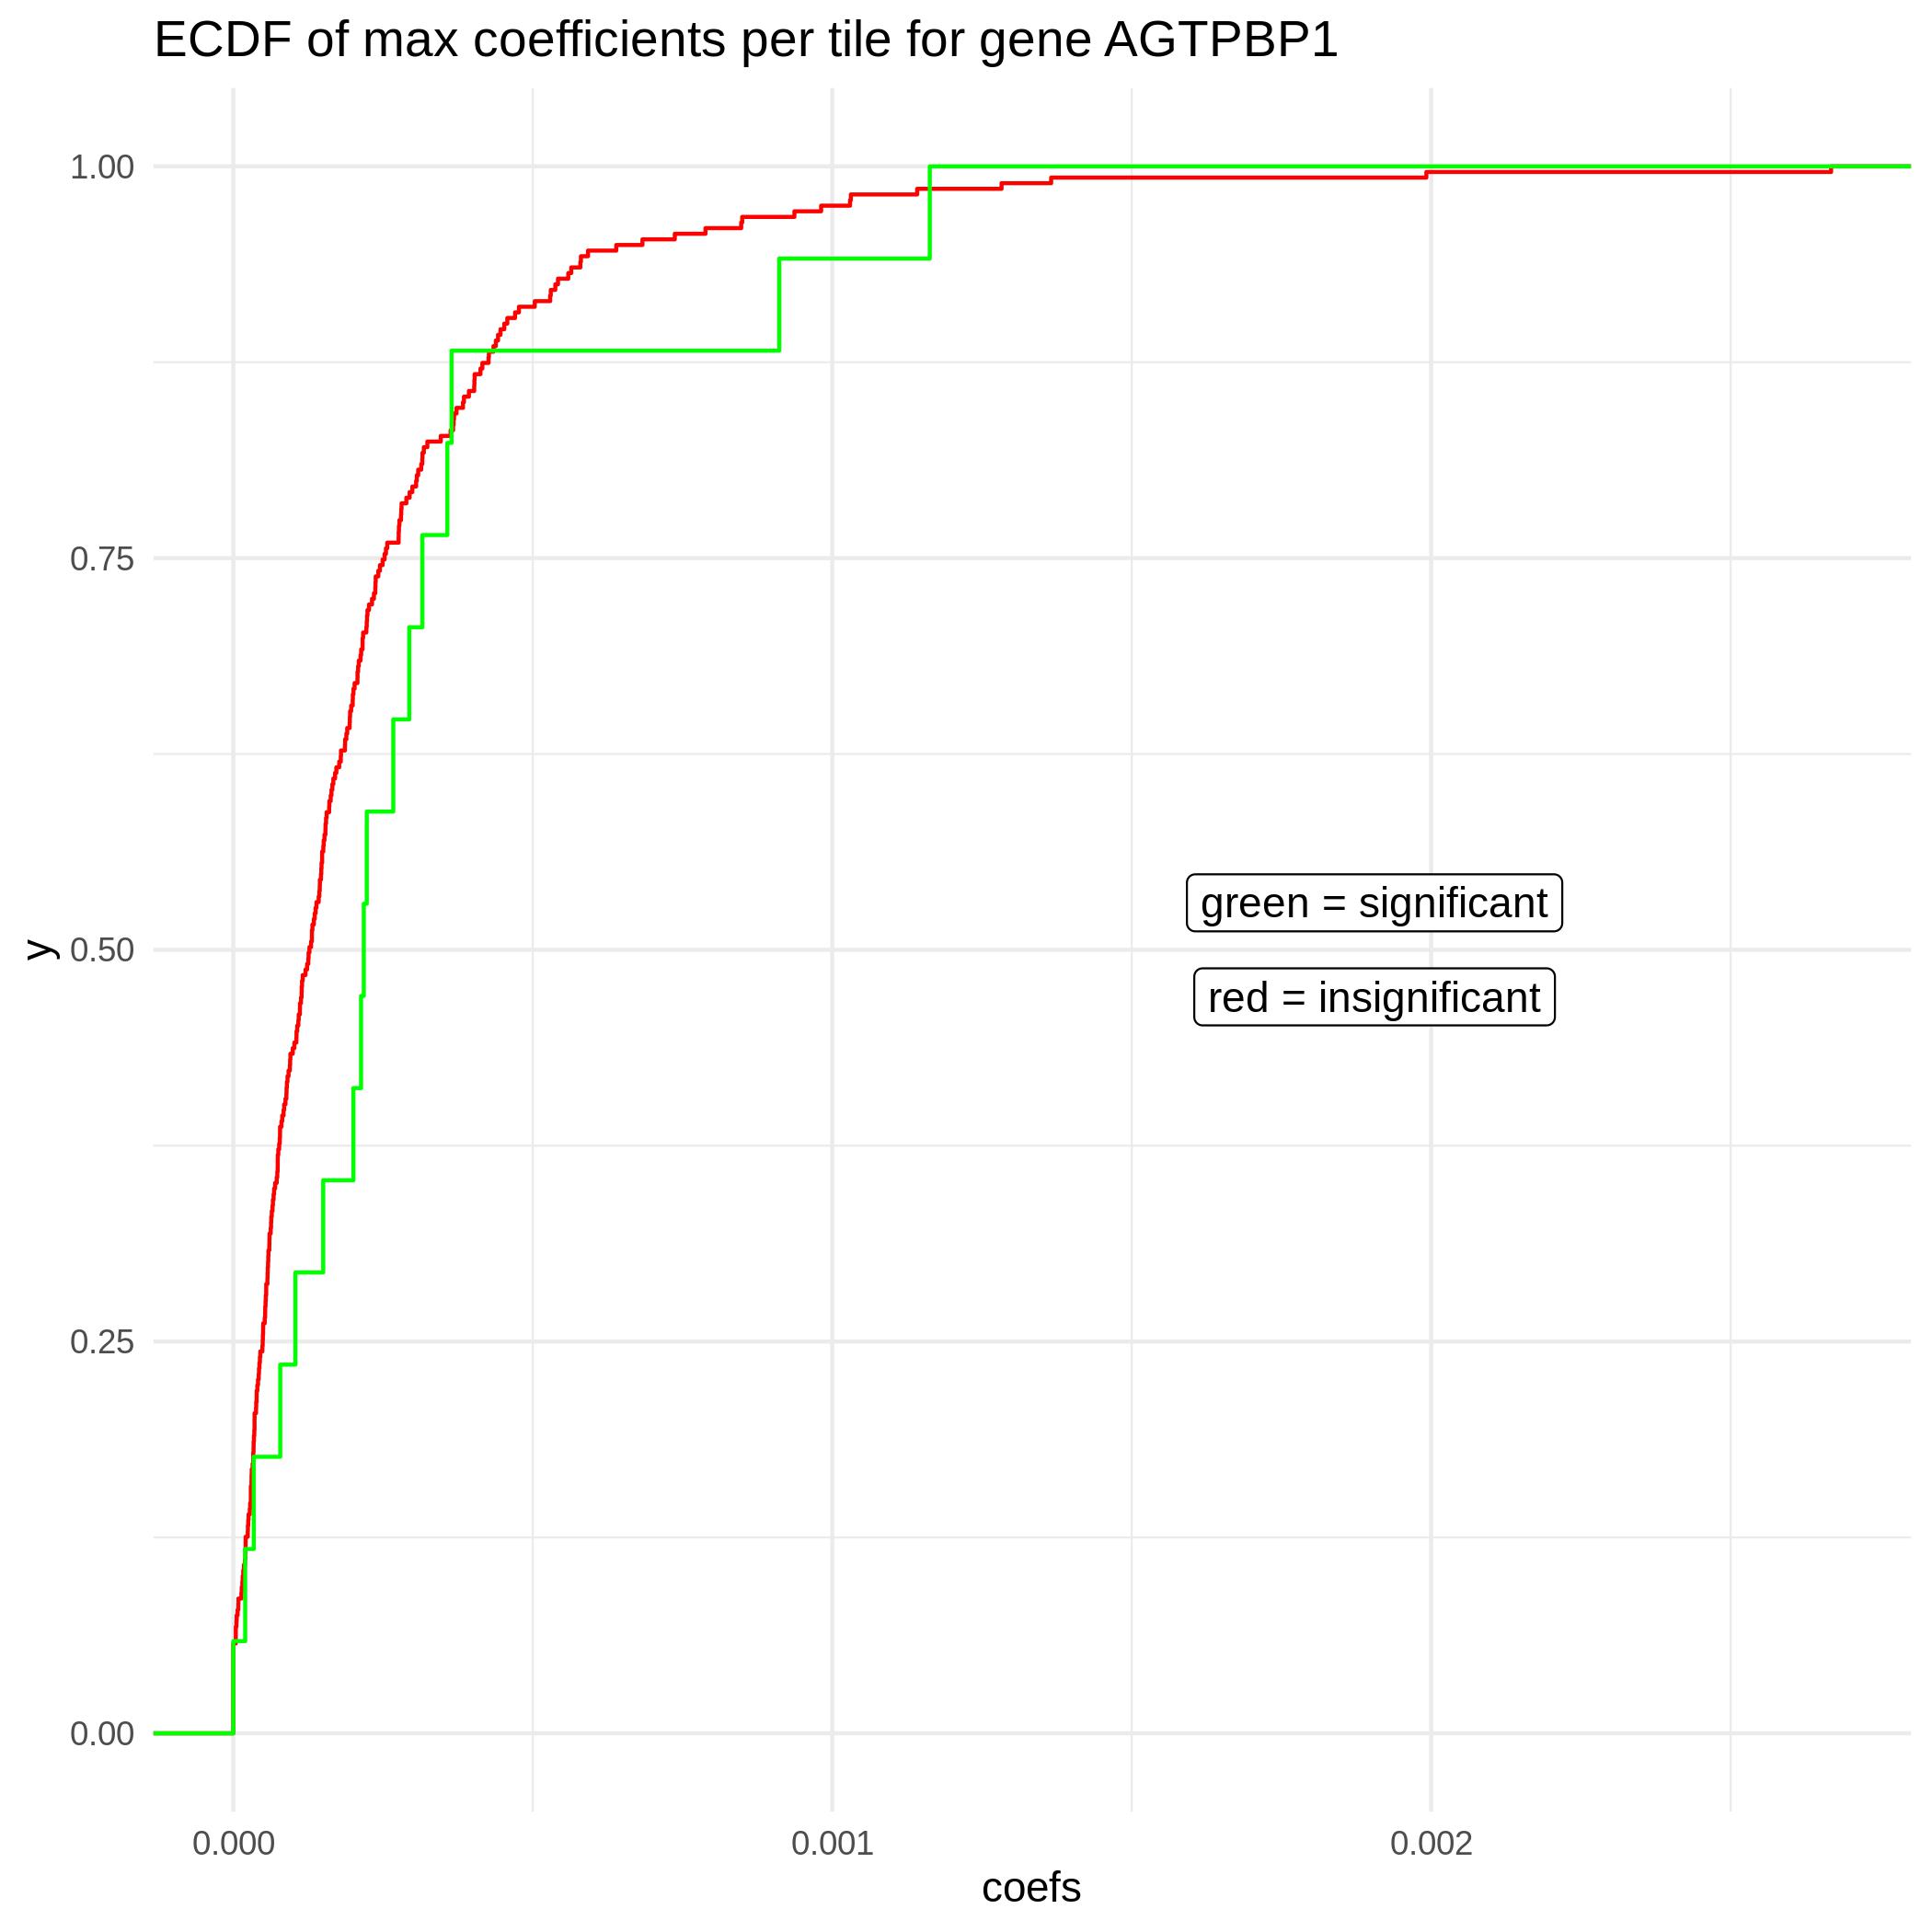 ECDF of max coefficients per tile for gene AGTPBP1
1.00
0.75
0.50
0.25
0.00
y
green = significant
red = insignificant
0.000
0.001
0.002
coefs